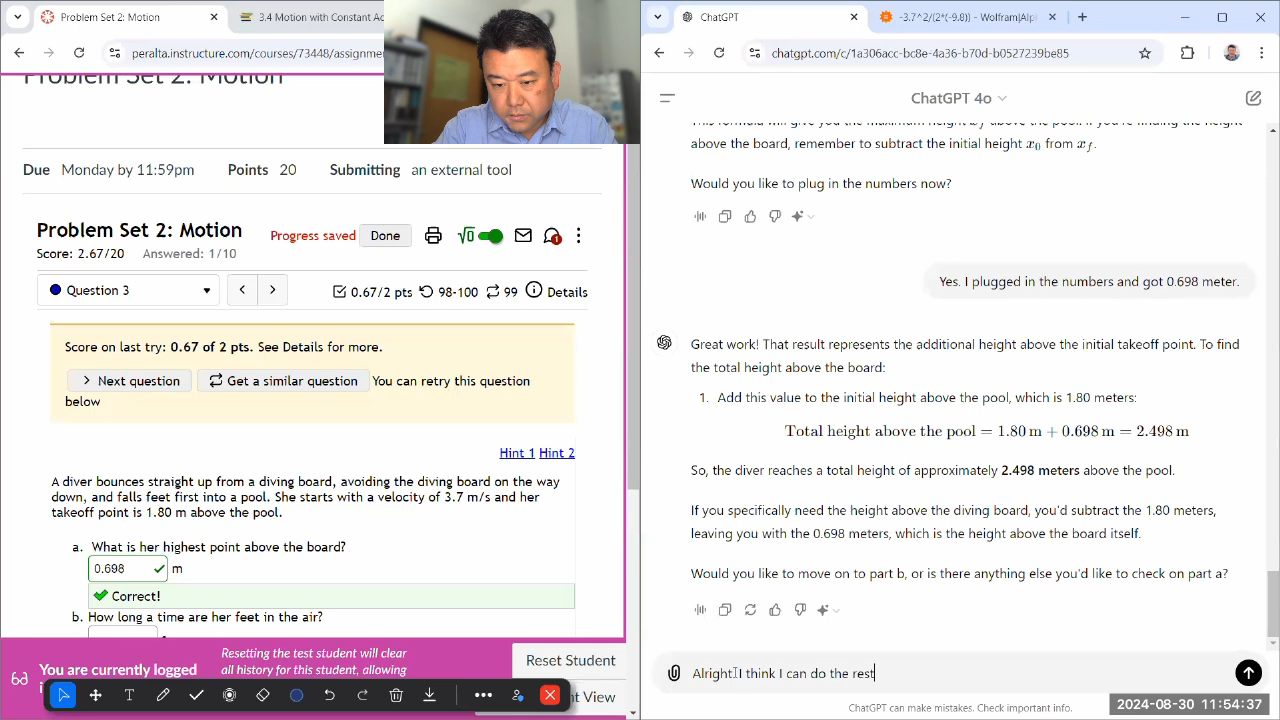 Problem Set 2: Motion
2.4 Motion with Constant Ac
peralta.instructure.com/courses/73448/assignme
Problem Set 2: Motion
Due Monday by 11:59pm Points 20 Submitting an external tool
Problem Set 2: Motion
Progress saved Done √0 1
Score: 2.67/20 Answered: 1/10
Question 3 < > 0.67/2 pts 98-100 99 Details
Score on last try: 0.67 of 2 pts. See Details for more.
> Next question Get a similar question You can retry this question
below
Hint 1 Hint 2
A diver bounces straight up from a diving board, avoiding the diving board on the way
down, and falls feet first into a pool. She starts with a velocity of 3.7 m/s and her
takeoff point is 1.80 m above the pool.
a. What is her highest point above the board?
0.698 m
Correct!
b. How long a time are her feet in the air?
You are currently logged
Resetting the test student will clear
all history for this student, allowing
Reset Student
nt View
ChatGPT
-3.7^2/2*(-9.8) - Wolfram|Alp
chatgpt.com/c/1a306acc-bc8e-4a36-b70d-b0527239be85
ChatGPT 4o
above the board, remember to subtract the initial height x0 from xf.
Would you like to plug in the numbers now?
Yes. I plugged in the numbers and got 0.698 meter.
Great work! That result represents the additional height above the initial takeoff point. To find
the total height above the board:
1. Add this value to the initial height above the pool, which is 1.80 meters:
Total height above the pool = 1.80 m + 0.698 m = 2.498 m
So, the diver reaches a total height of approximately 2.498 meters above the pool.
If you specifically need the height above the diving board, you'd subtract the 1.80 meters,
leaving you with the 0.698 meters, which is the height above the board itself.
Would you like to move on to part b, or is there anything else you'd like to check on part a?
Alright. I think I can do the rest
ChatGPT can make mistakes. Check important info.
2024-08-30 11:54:37